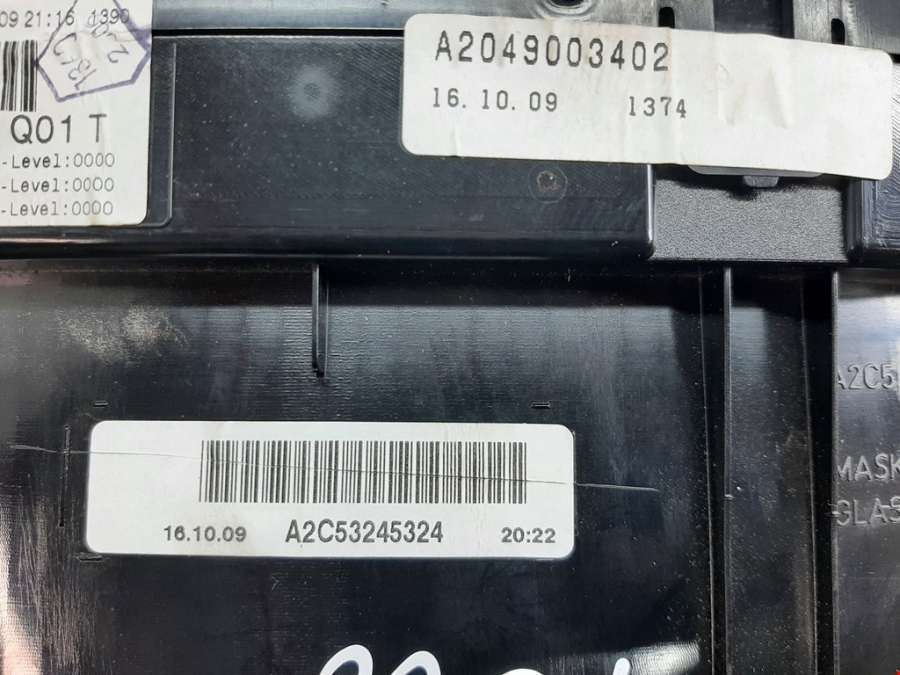 09 21:16 1390
Q01 T
-Level:0000
-Level:0000
-Level:0000
A2049003402
16.10.09 1374
A2C5
MASK
GLAS
16.10.09 A2C53245324 20:22